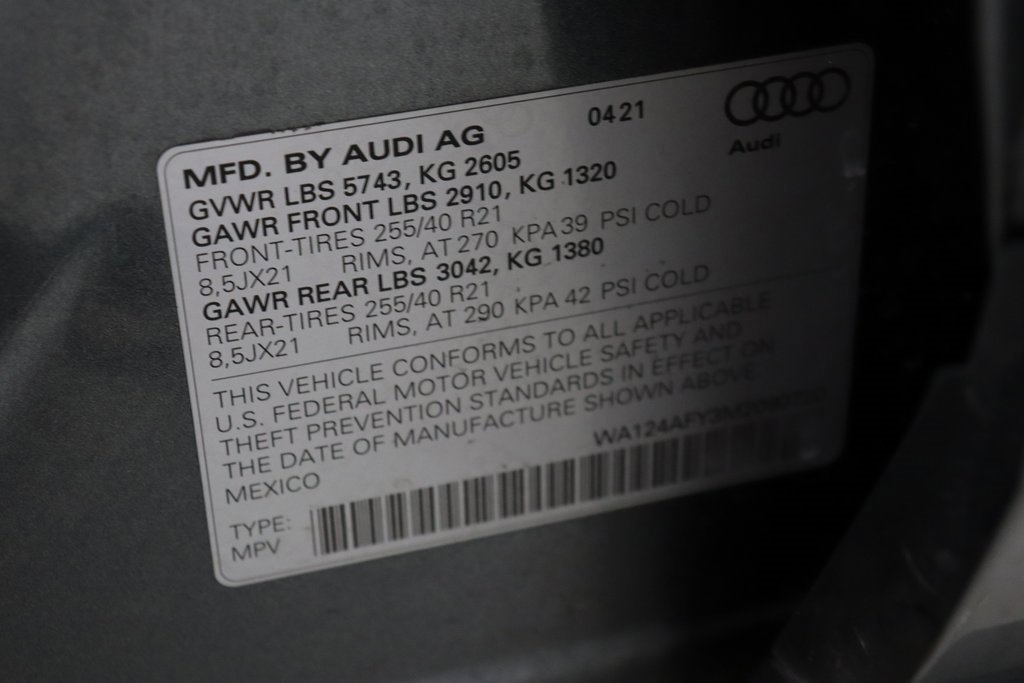 MFD. BY AUDI AG 0421
Audi
GVWR LBS 5743, KG 2605
GAWR FRONT LBS 2910, KG 1320
FRONT-TIRES 255/40 R21
8,5JX21 RIMS, AT 270 KPA 39 PSI COLD
GAWR REAR LBS 3042, KG 1380
REAR-TIRES 255/40 R21
8,5JX21 RIMS, AT 290 KPA 42 PSI COLD
THIS VEHICLE CONFORMS TO ALL APPLICABLE
U.S. FEDERAL MOTOR VEHICLE SAFETY AND
THEFT PREVENTION STANDARDS IN EFFECT ON
THE DATE OF MANUFACTURE SHOWN ABOVE
MEXICO
TYPE:
MPV